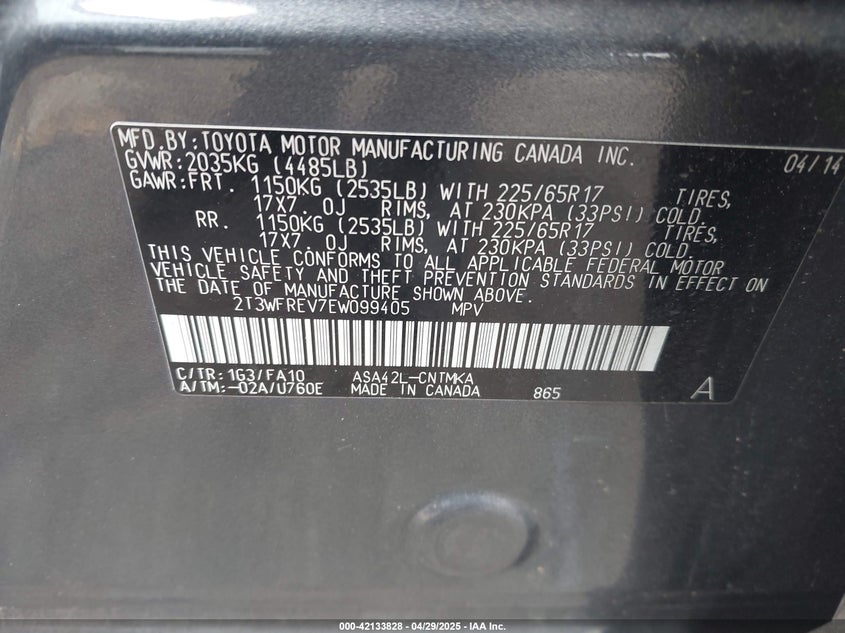 MFD.BY:TOYOTA MOTOR MANUFACTURING CANADA INC. 04/14
GVWR:2035KG (4485LB)
GAWR:FRT. 1150KG (2535LB) WITH 225/65R17 TIRES,
17X7.0J RIMS, AT 230KPA (33PSI) COLD.
RR. 1150KG (2535LB) WITH 225/65R17 TIRES,
17X7.0J RIMS, AT 230KPA (33PSI) COLD.
THIS VEHICLE CONFORMS TO ALL APPLICABLE FEDERAL MOTOR
VEHICLE SAFETY AND THEFT PREVENTION STANDARDS IN EFFECT ON
THE DATE OF MANUFACTURE SHOWN ABOVE.
2T3WFREV7EW099405 MPV
C/TR:1G3/FA10 ASA42L-CNTMKA
A/TM:-02A/U760E MADE IN CANADA 865 A
000-42133828 - 04/29/2025 - IAA Inc.